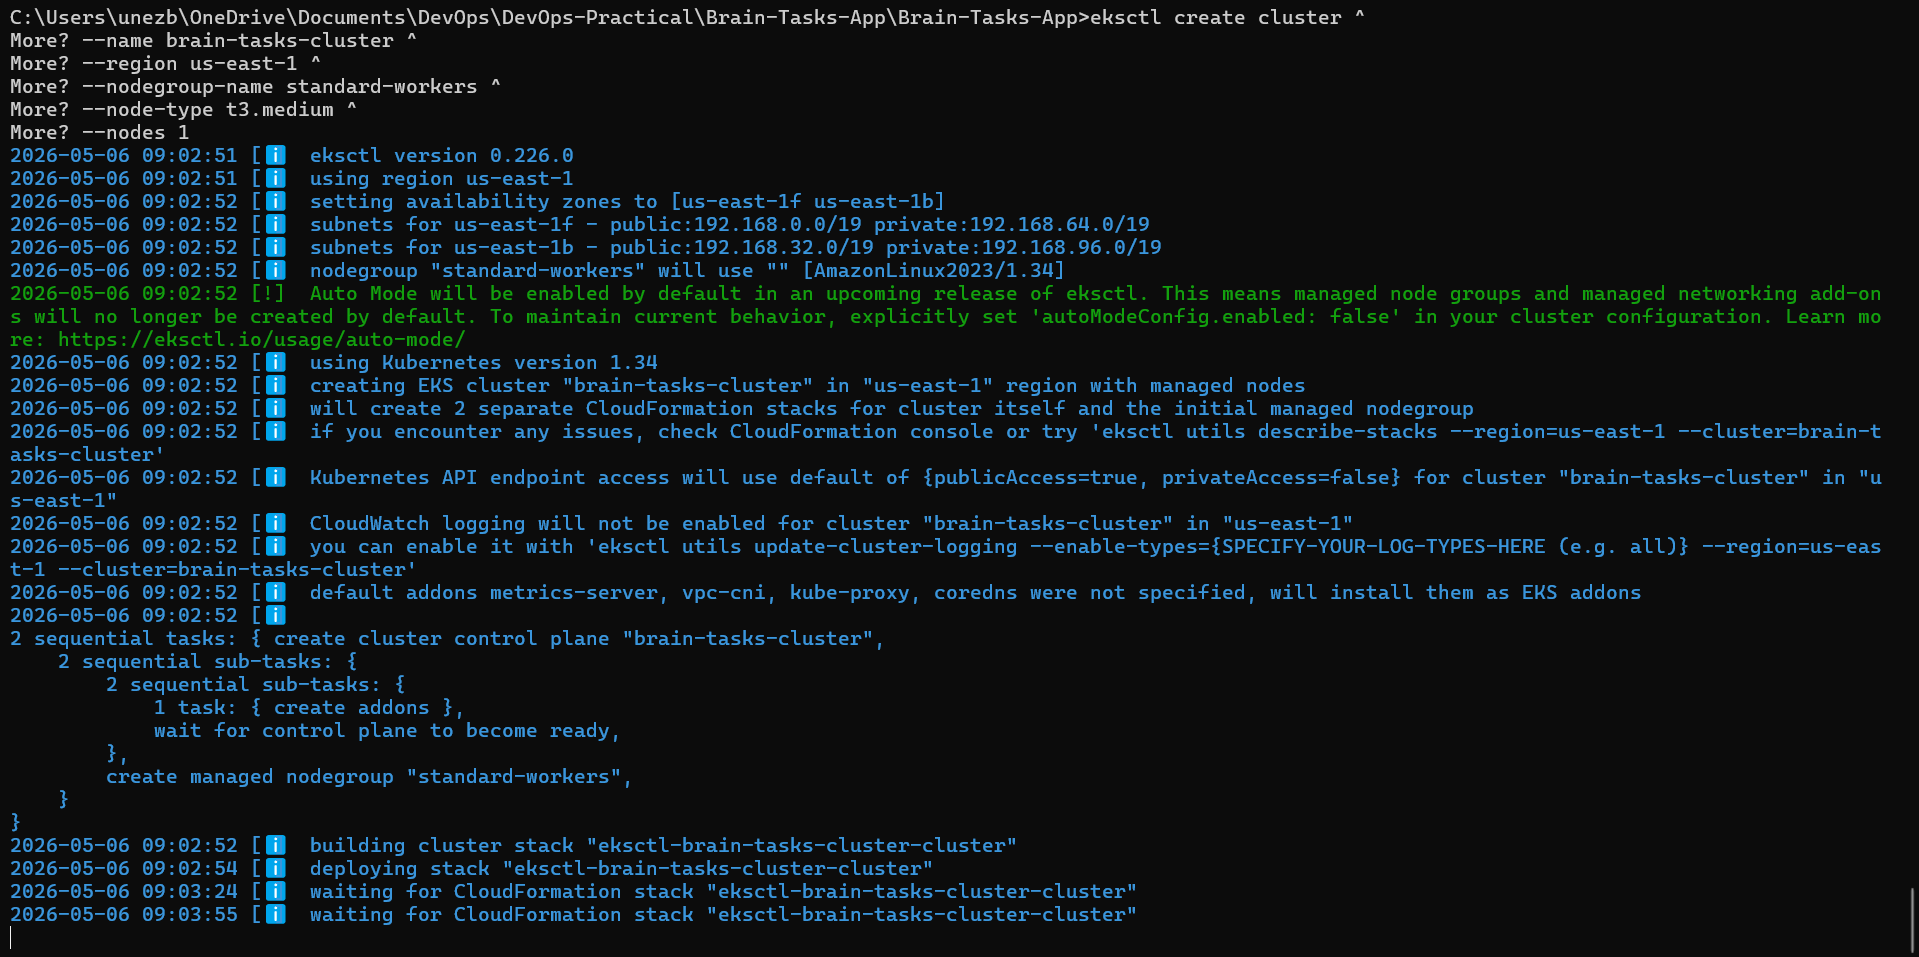 C:\Users\unezb\OneDrive\Documents\DevOps\DevOps-Practical\Brain-Tasks-App\Brain-Tasks-App>eksctl create cluster ^
More? --name brain-tasks-cluster ^
More? --region us-east-1 ^
More? --nodegroup-name standard-workers ^
More? --node-type t3.medium ^
More? --nodes 1
2026-05-06 09:02:51 [ℹ  eksctl version 0.226.0
2026-05-06 09:02:51 [ℹ  using region us-east-1
2026-05-06 09:02:52 [ℹ  setting availability zones to [us-east-1f us-east-1b]
2026-05-06 09:02:52 [ℹ  subnets for us-east-1f - public:192.168.0.0/19 private:192.168.64.0/19
2026-05-06 09:02:52 [ℹ  subnets for us-east-1b - public:192.168.32.0/19 private:192.168.96.0/19
2026-05-06 09:02:52 [ℹ  nodegroup "standard-workers" will use "" [AmazonLinux2023/1.34]
2026-05-06 09:02:52 [!]  Auto Mode will be enabled by default in an upcoming release of eksctl. This means managed node groups and managed networking add-on
s will no longer be created by default. To maintain current behavior, explicitly set 'autoModeConfig.enabled: false' in your cluster configuration. Learn mo
re: https://eksctl.io/usage/auto-mode/
2026-05-06 09:02:52 [ℹ  using Kubernetes version 1.34
2026-05-06 09:02:52 [ℹ  creating EKS cluster "brain-tasks-cluster" in "us-east-1" region with managed nodes
2026-05-06 09:02:52 [ℹ  will create 2 separate CloudFormation stacks for cluster itself and the initial managed nodegroup
2026-05-06 09:02:52 [ℹ  if you encounter any issues, check CloudFormation console or try 'eksctl utils describe-stacks --region=us-east-1 --cluster=brain-t
asks-cluster'
2026-05-06 09:02:52 [ℹ  Kubernetes API endpoint access will use default of {publicAccess=true, privateAccess=false} for cluster "brain-tasks-cluster" in "u
s-east-1"
2026-05-06 09:02:52 [ℹ  CloudWatch logging will not be enabled for cluster "brain-tasks-cluster" in "us-east-1"
2026-05-06 09:02:52 [ℹ  you can enable it with 'eksctl utils update-cluster-logging --enable-types={SPECIFY-YOUR-LOG-TYPES-HERE (e.g. all)} --region=us-eas
t-1 --cluster=brain-tasks-cluster'
2026-05-06 09:02:52 [ℹ  default addons metrics-server, vpc-cni, kube-proxy, coredns were not specified, will install them as EKS addons
2026-05-06 09:02:52 [ℹ
2 sequential tasks: { create cluster control plane "brain-tasks-cluster",
    2 sequential sub-tasks: {
        2 sequential sub-tasks: {
            1 task: { create addons },
            wait for control plane to become ready,
        },
        create managed nodegroup "standard-workers",
    }
}
2026-05-06 09:02:52 [ℹ  building cluster stack "eksctl-brain-tasks-cluster-cluster"
2026-05-06 09:02:54 [ℹ  deploying stack "eksctl-brain-tasks-cluster-cluster"
2026-05-06 09:03:24 [ℹ  waiting for CloudFormation stack "eksctl-brain-tasks-cluster-cluster"
2026-05-06 09:03:55 [ℹ  waiting for CloudFormation stack "eksctl-brain-tasks-cluster-cluster"